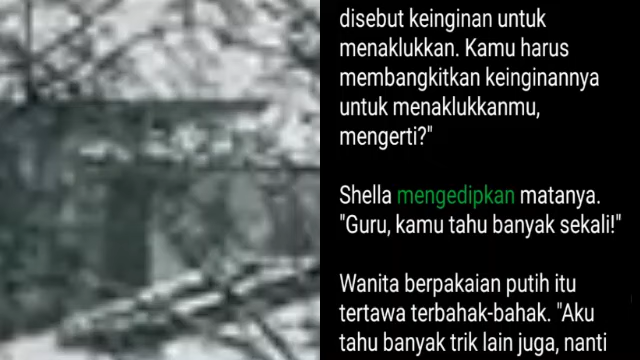 disebut keinginan untuk
menaklukkan. Kamu harus
membangkitkan keinginannya
untuk menaklukkanmu,
mengerti?"
Shella mengedipkan matanya.
"Guru, kamu tahu banyak sekali!"
Wanita berpakaian putih itu
tertawa terbahak-bahak. "Aku
tahu banyak trik lain juga, nanti